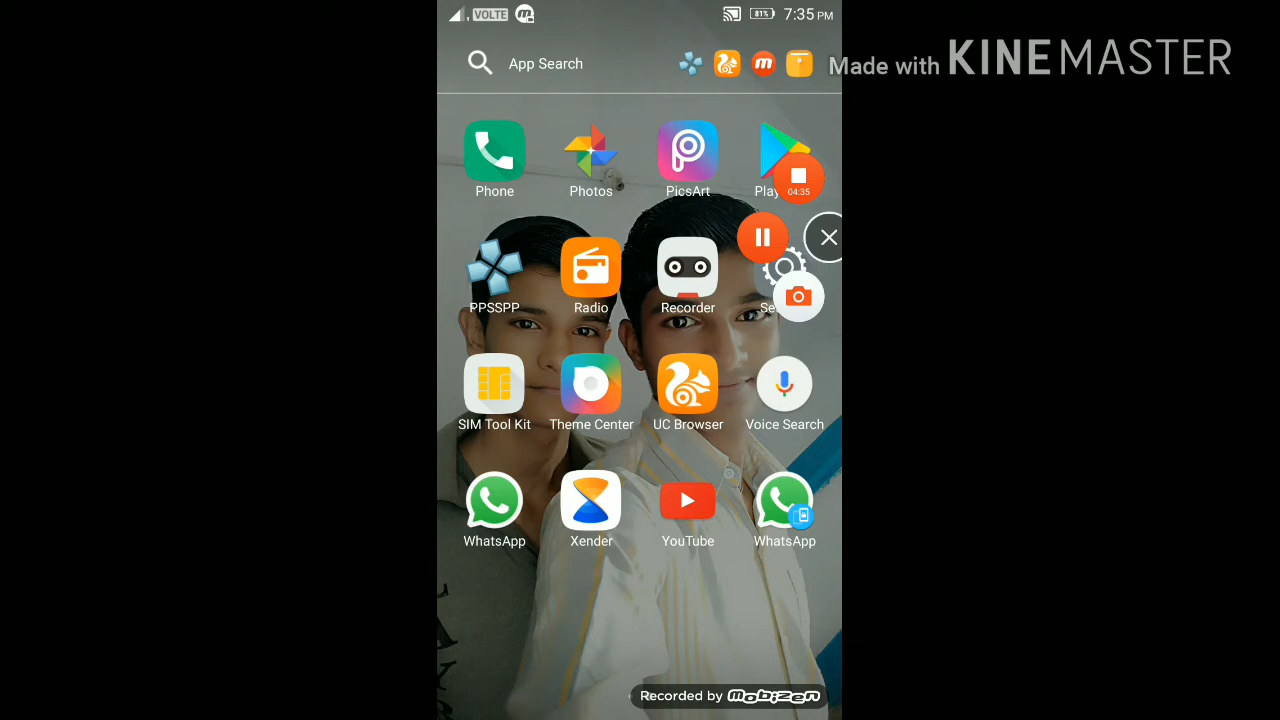 VOLTE 81% 7:35 PM
App Search
Made with KINEMASTER
Phone Photos PicsArt Play
04:35
PPSSPP Radio Recorder Se
SIM Tool Kit Theme Center UC Browser Voice Search
WhatsApp Xender YouTube WhatsApp
Recorded by mobizen